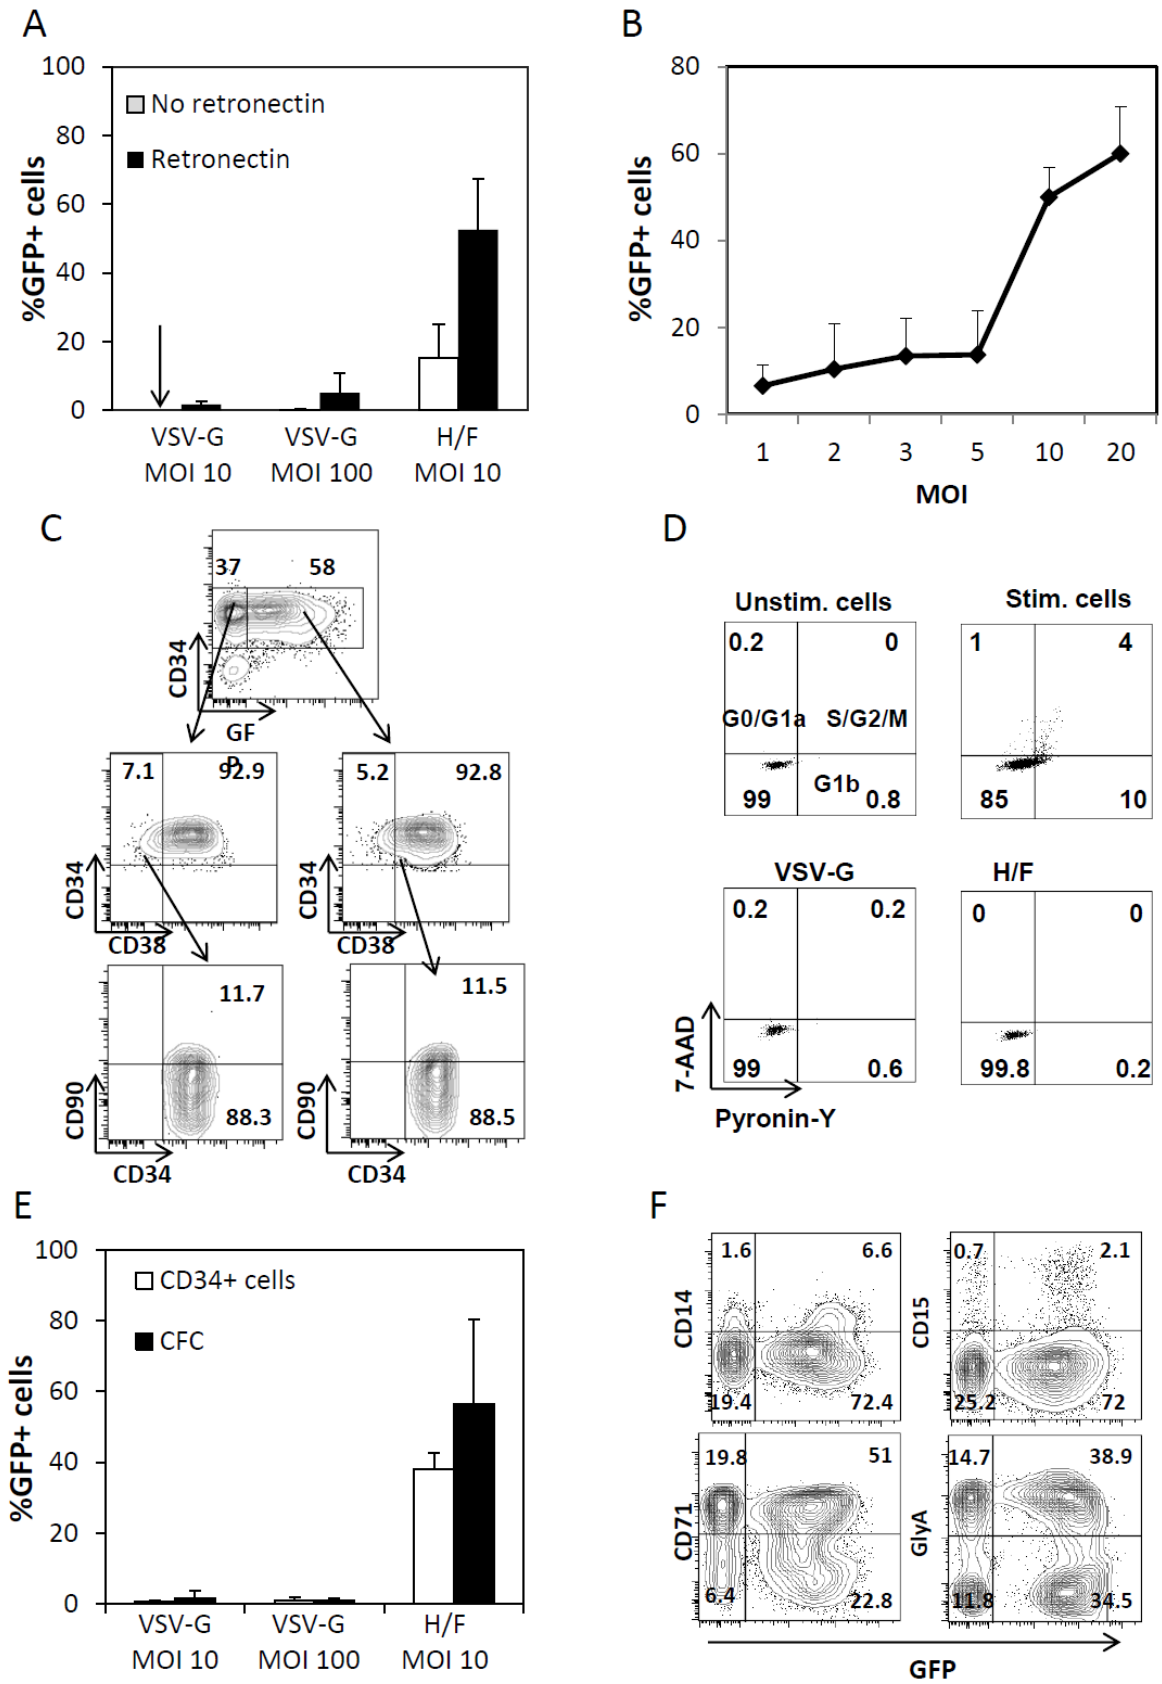 A
100
80
60
40
20
0
%GFP+ cells
No retronectin
Retronectin
VSV-G
MOI 10
VSV-G
MOI 100
H/F
MOI 10
B
80
60
40
20
0
%GFP+ cells
1 2 3 5 10 20
MOI
C
37 58
CD34
GF
P
7.1 92.9
CD34
CD38
5.2 92.8
CD34
CD38
11.7
88.3
CD90
CD34
11.5
88.5
CD90
CD34
D
Unstim. cells
0.2 0
G0/G1a S/G2/M
G1b
99 0.8
Stim. cells
1 4
85 10
VSV-G
0.2 0.2
99 0.6
H/F
0 0
99.8 0.2
7-AAD
Pyronin-Y
E
100
80
60
40
20
0
%GFP+ cells
CD34+ cells
CFC
VSV-G
MOI 10
VSV-G
MOI 100
H/F
MOI 10
F
CD14
1.6 6.6
19.4 72.4
CD15
0.7 2.1
25.2 72
CD71
19.8 51
6.4 22.8
GlyA
14.7 38.9
11.8 34.5
GFP